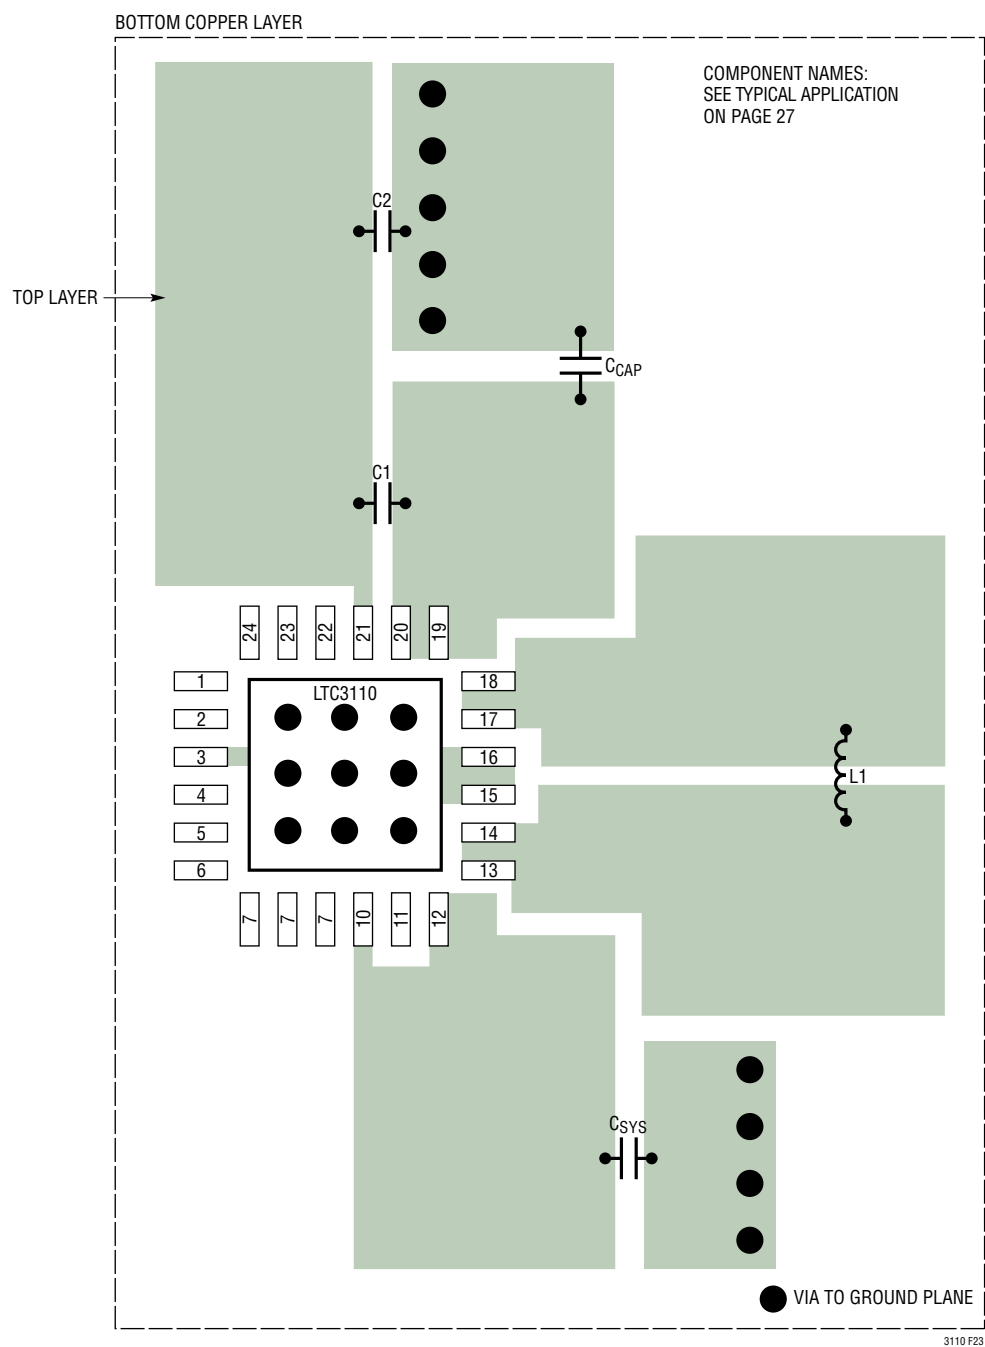 BOTTOM COPPER LAYER
COMPONENT NAMES:
SEE TYPICAL APPLICATION
ON PAGE 27
C2
TOP LAYER
CCAP
C1
24
23
22
21
20
19
1
LTC3110
18
2
17
3
16
L1
4
15
5
14
6
13
7
7
7
10
11
12
CSYS
VIA TO GROUND PLANE
3110 F23